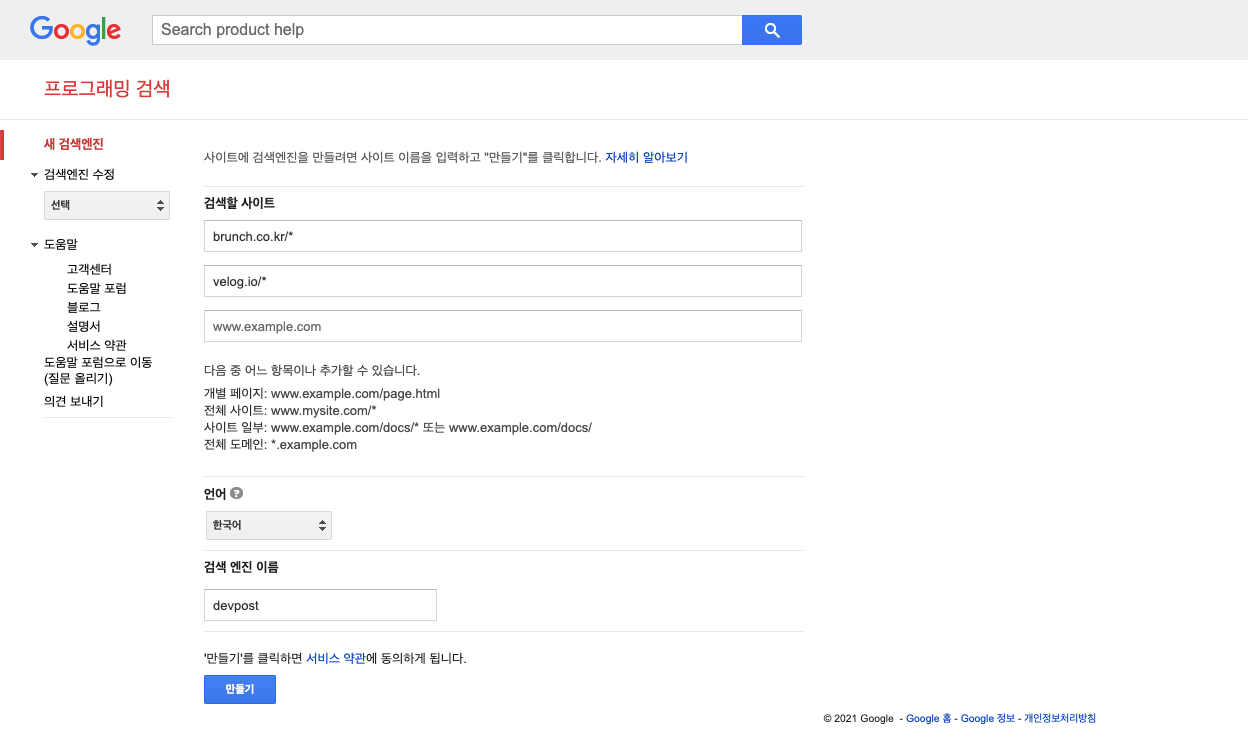 Google
Search product help
프로그래밍 검색
새 검색엔진
검색엔진 수정
선택
도움말
고객센터
도움말 포럼
블로그
설명서
서비스 약관
도움말 포럼으로 이동
(질문 올리기)
의견 보내기
사이트에 검색엔진을 만들려면 사이트 이름을 입력하고 "만들기"를 클릭합니다. 자세히 알아보기
검색할 사이트
brunch.co.kr/*
velog.io/*
www.example.com
다음 중 어느 항목이나 추가할 수 있습니다.
개별 페이지: www.example.com/page.html
전체 사이트: www.mysite.com/*
사이트 일부: www.example.com/docs/* 또는 www.example.com/docs/
전체 도메인: *.example.com
언어 ?
한국어
검색 엔진 이름
devpost
'만들기'를 클릭하면 서비스 약관에 동의하게 됩니다.
만들기
© 2021 Google - Google 홈 - Google 정보 - 개인정보처리방침